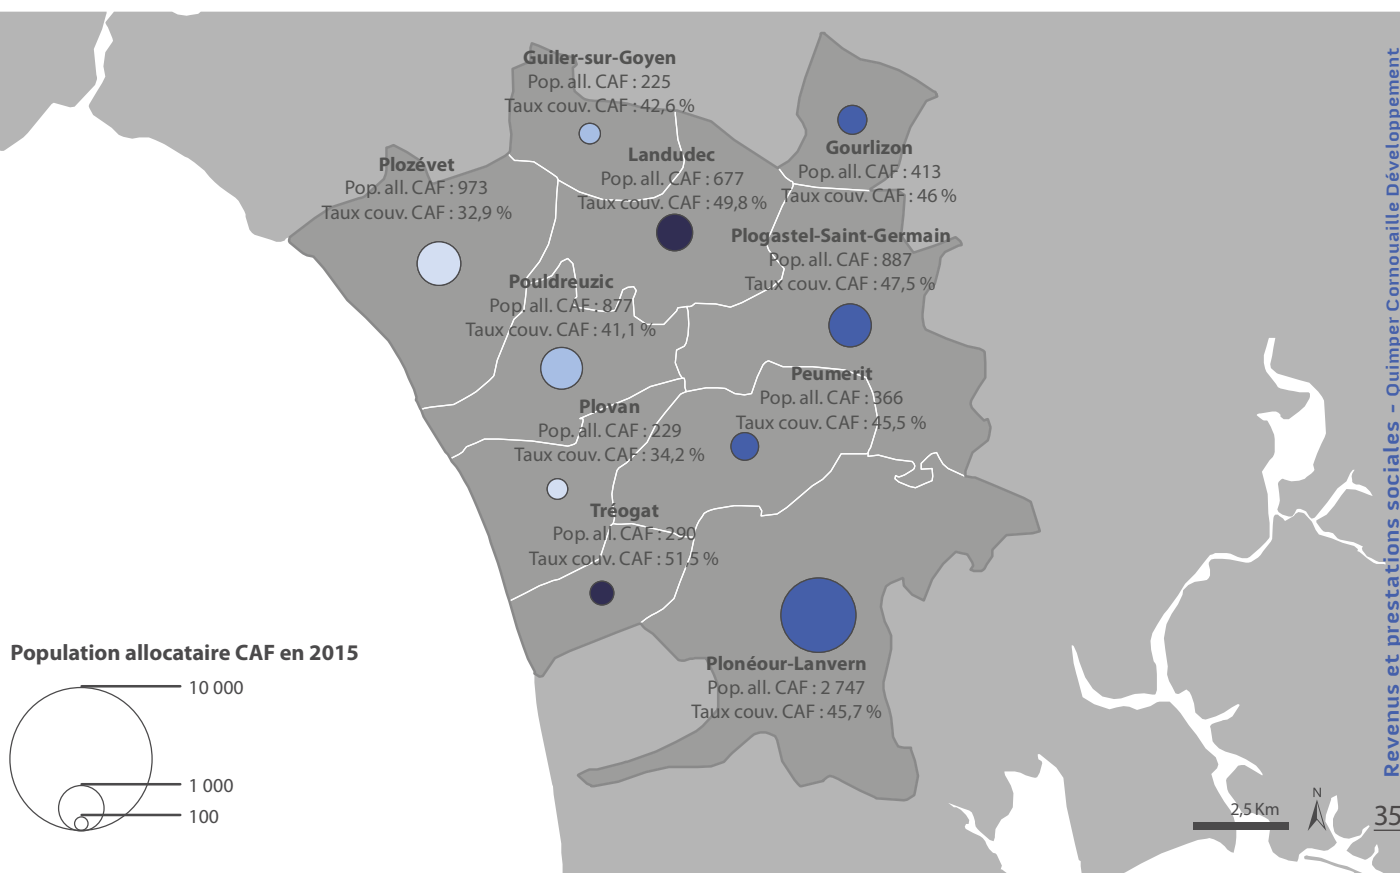 Guiler-sur-Goyen
Pop. all. CAF : 225
Taux couv. CAF : 42,6 %
Gourlizon
Pop. all. CAF : 413
Taux couv. CAF : 46 %
Landudec
Pop. all. CAF : 677
Taux couv. CAF : 49,8 %
Plozévet
Pop. all. CAF : 973
Taux couv. CAF : 32,9 %
Plogastel-Saint-Germain
Pop. all. CAF : 887
Taux couv. CAF : 47,5 %
Pouldreuzic
Pop. all. CAF : 877
Taux couv. CAF : 41,1 %
Peumerit
Pop. all. CAF : 366
Taux couv. CAF : 45,5 %
Plovan
Pop. all. CAF : 229
Taux couv. CAF : 34,2 %
Tréogat
Pop. all. CAF : 290
Taux couv. CAF : 51,5 %
Plonéour-Lanvern
Pop. all. CAF : 2 747
Taux couv. CAF : 45,7 %
Population allocataire CAF en 2015
10 000
1 000
100
2,5 Km
N
35
Revenus et prestations sociales – Quimper Cornouaille Développement